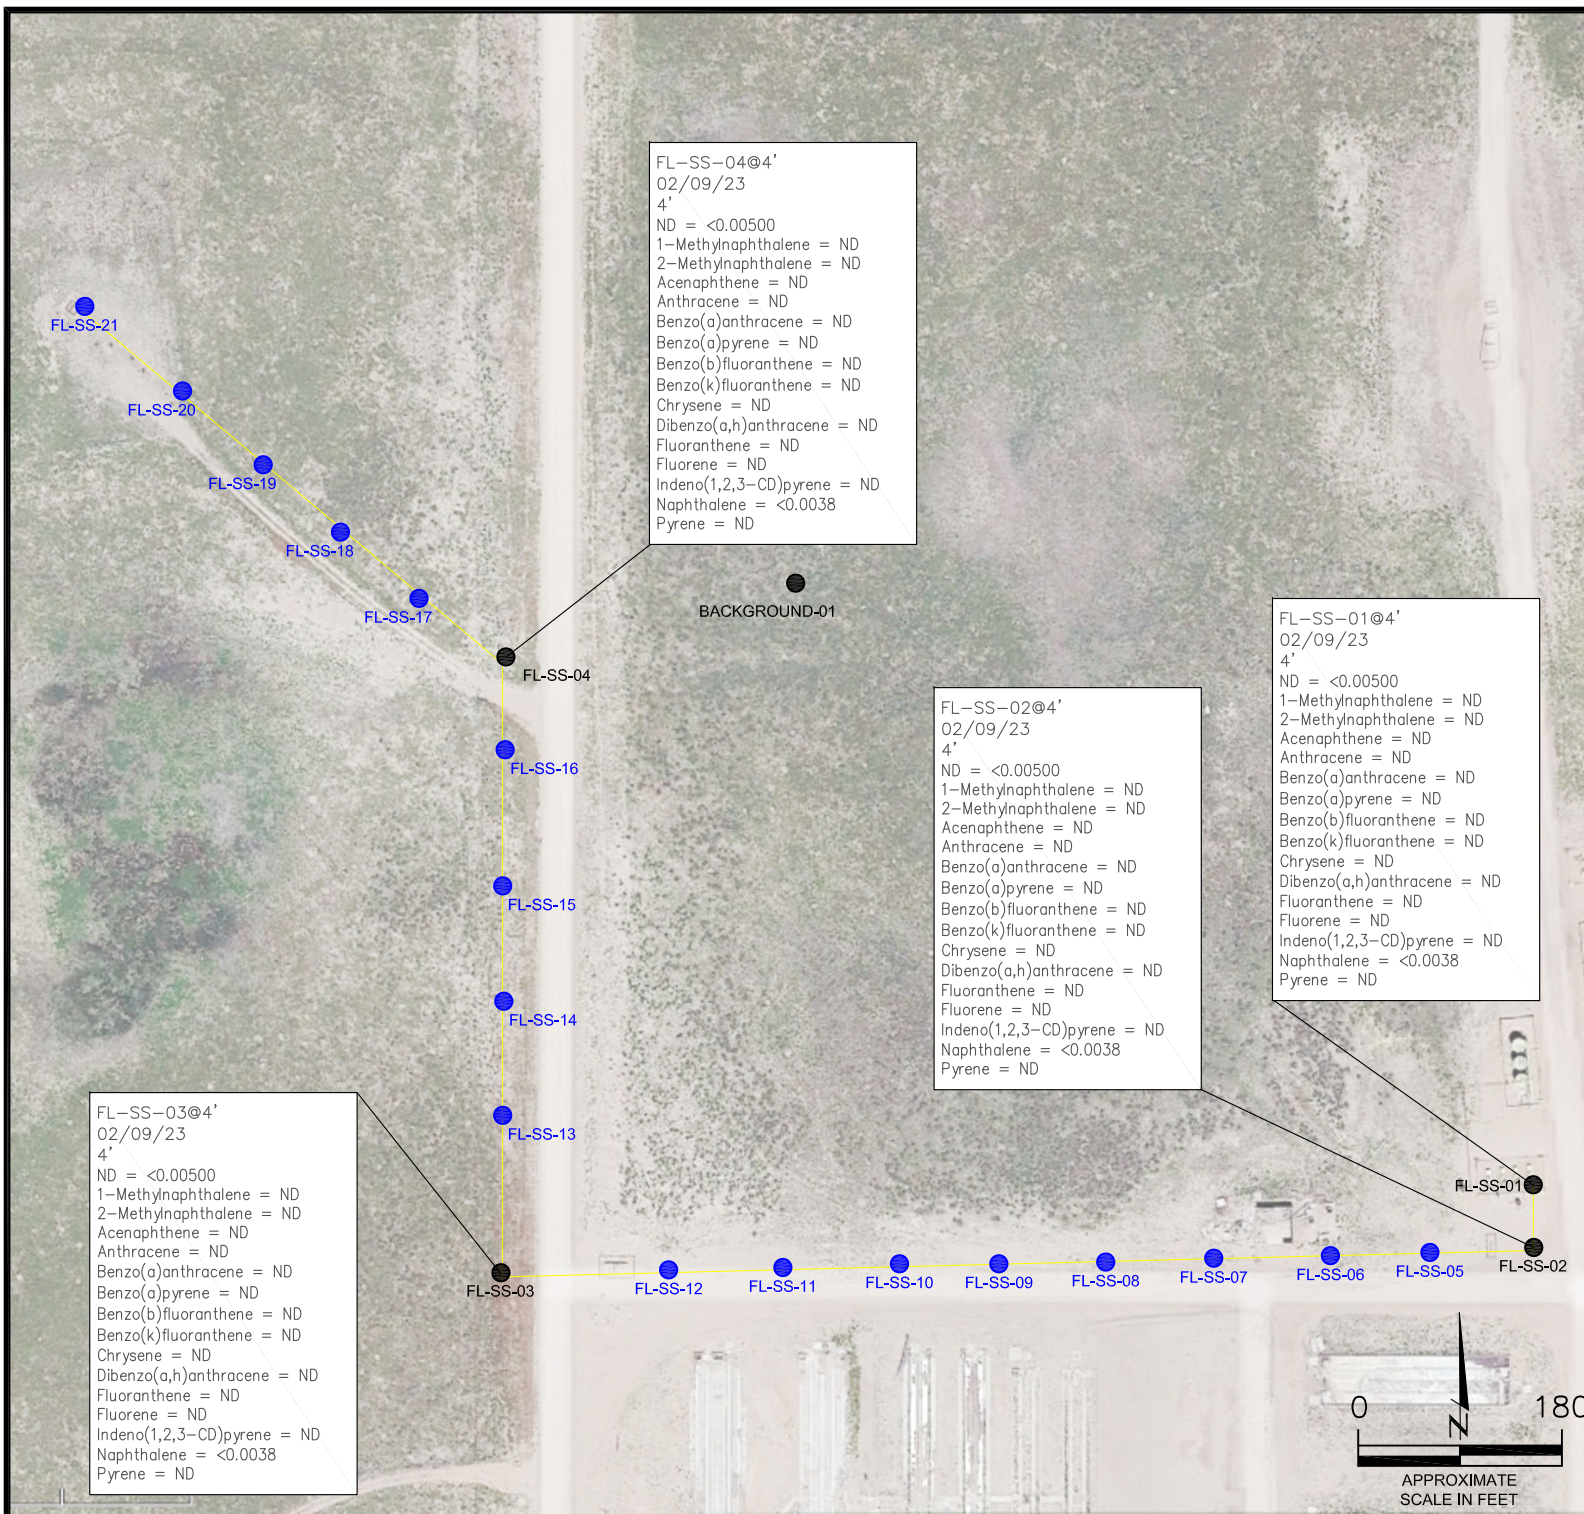 FL-SS-04@4'
02/09/23
4'
ND = <0.00500
1-Methylnaphthalene = ND
2-Methylnaphthalene = ND
Acenaphthene = ND
Anthracene = ND
Benzo(a)anthracene = ND
Benzo(a)pyrene = ND
Benzo(b)fluoranthene = ND
Benzo(k)fluoranthene = ND
Chrysene = ND
Dibenzo(a,h)anthracene = ND
Fluoranthene = ND
Fluorene = ND
Indeno(1,2,3-CD)pyrene = ND
Naphthalene = <0.0038
Pyrene = ND
FL-SS-21
FL-SS-20
FL-SS-19
FL-SS-18
FL-SS-17
BACKGROUND-01
FL-SS-04
FL-SS-01@4'
02/09/23
4'
ND = <0.00500
1-Methylnaphthalene = ND
2-Methylnaphthalene = ND
Acenaphthene = ND
Anthracene = ND
Benzo(a)anthracene = ND
Benzo(a)pyrene = ND
Benzo(b)fluoranthene = ND
Benzo(k)fluoranthene = ND
Chrysene = ND
Dibenzo(a,h)anthracene = ND
Fluoranthene = ND
Fluorene = ND
Indeno(1,2,3-CD)pyrene = ND
Naphthalene = <0.0038
Pyrene = ND
FL-SS-02@4'
02/09/23
4'
ND = <0.00500
1-Methylnaphthalene = ND
2-Methylnaphthalene = ND
Acenaphthene = ND
Anthracene = ND
Benzo(a)anthracene = ND
Benzo(a)pyrene = ND
Benzo(b)fluoranthene = ND
Benzo(k)fluoranthene = ND
Chrysene = ND
Dibenzo(a,h)anthracene = ND
Fluoranthene = ND
Fluorene = ND
Indeno(1,2,3-CD)pyrene = ND
Naphthalene = <0.0038
Pyrene = ND
FL-SS-16
FL-SS-15
FL-SS-14
FL-SS-13
FL-SS-03@4'
02/09/23
4'
ND = <0.00500
1-Methylnaphthalene = ND
2-Methylnaphthalene = ND
Acenaphthene = ND
Anthracene = ND
Benzo(a)anthracene = ND
Benzo(a)pyrene = ND
Benzo(b)fluoranthene = ND
Benzo(k)fluoranthene = ND
Chrysene = ND
Dibenzo(a,h)anthracene = ND
Fluoranthene = ND
Fluorene = ND
Indeno(1,2,3-CD)pyrene = ND
Naphthalene = <0.0038
Pyrene = ND
FL-SS-01
FL-SS-03
FL-SS-12
FL-SS-11
FL-SS-10
FL-SS-09
FL-SS-08
FL-SS-07
FL-SS-06
FL-SS-05
FL-SS-02
N
0 180
APPROXIMATE
SCALE IN FEET